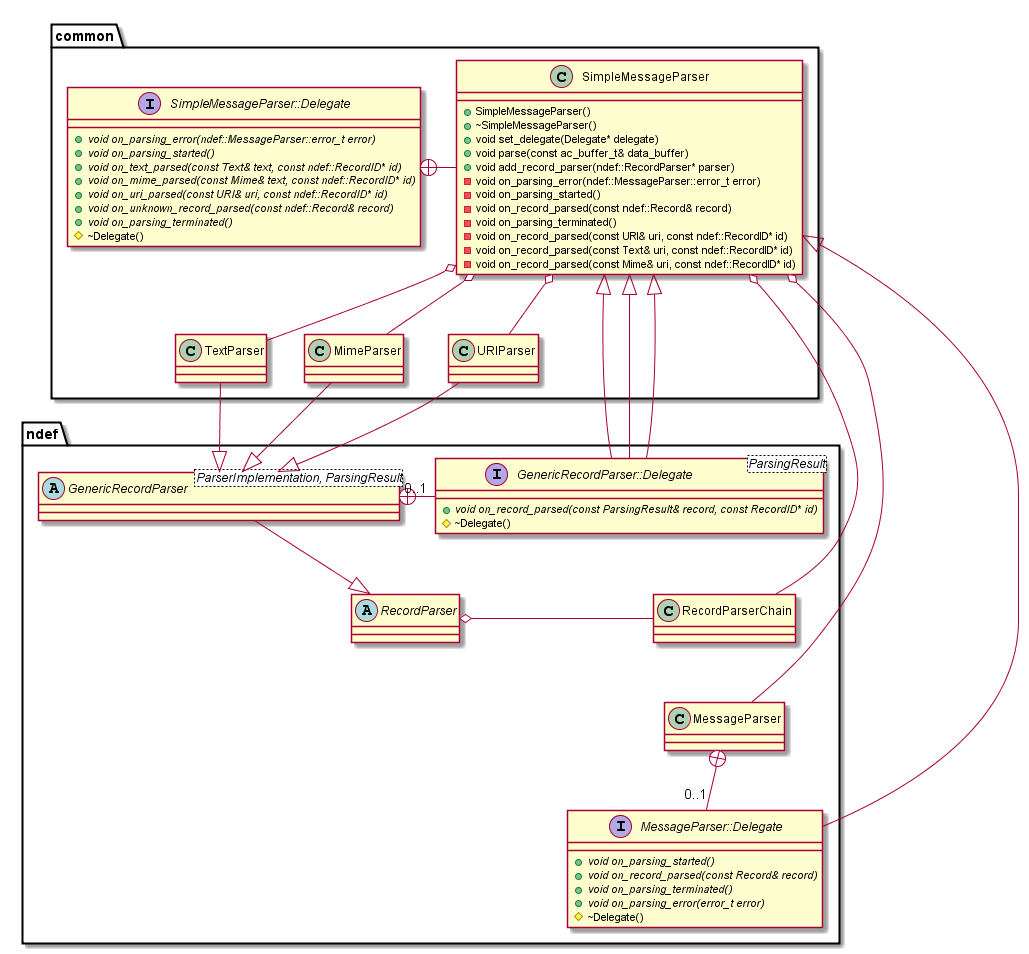 common
C SimpleMessageParser
SimpleMessageParser()
~SimpleMessageParser()
void set_delegate(Delegate* delegate)
void parse(const ac_buffer_t& data_buffer)
void add_record_parser(ndef::RecordParser* parser)
void on_parsing_error(ndef::MessageParser::error_t error)
void on_parsing_started()
void on_record_parsed(const ndef::Record& record)
void on_parsing_terminated()
void on_record_parsed(const URI& uri, const ndef::RecordID* id)
void on_record_parsed(const Text& uri, const ndef::RecordID* id)
void on_record_parsed(const Mime& uri, const ndef::RecordID* id)
I SimpleMessageParser::Delegate
void on_parsing_error(ndef::MessageParser::error_t error)
void on_parsing_started()
void on_text_parsed(const Text& text, const ndef::RecordID* id)
void on_mime_parsed(const Mime& text, const ndef::RecordID* id)
void on_uri_parsed(const URI& uri, const ndef::RecordID* id)
void on_unknown_record_parsed(const ndef::Record& record)
void on_parsing_terminated()
~Delegate()
C TextParser
C MimeParser
C URIParser
ndef
A GenericRecordParser
ParserImplementation, ParsingResult
0..1
I GenericRecordParser::Delegate
ParsingResult
void on_record_parsed(const ParsingResult& record, const RecordID* id)
~Delegate()
A RecordParser
C RecordParserChain
C MessageParser
0..1
I MessageParser::Delegate
void on_parsing_started()
void on_record_parsed(const Record& record)
void on_parsing_terminated()
void on_parsing_error(error_t error)
~Delegate()